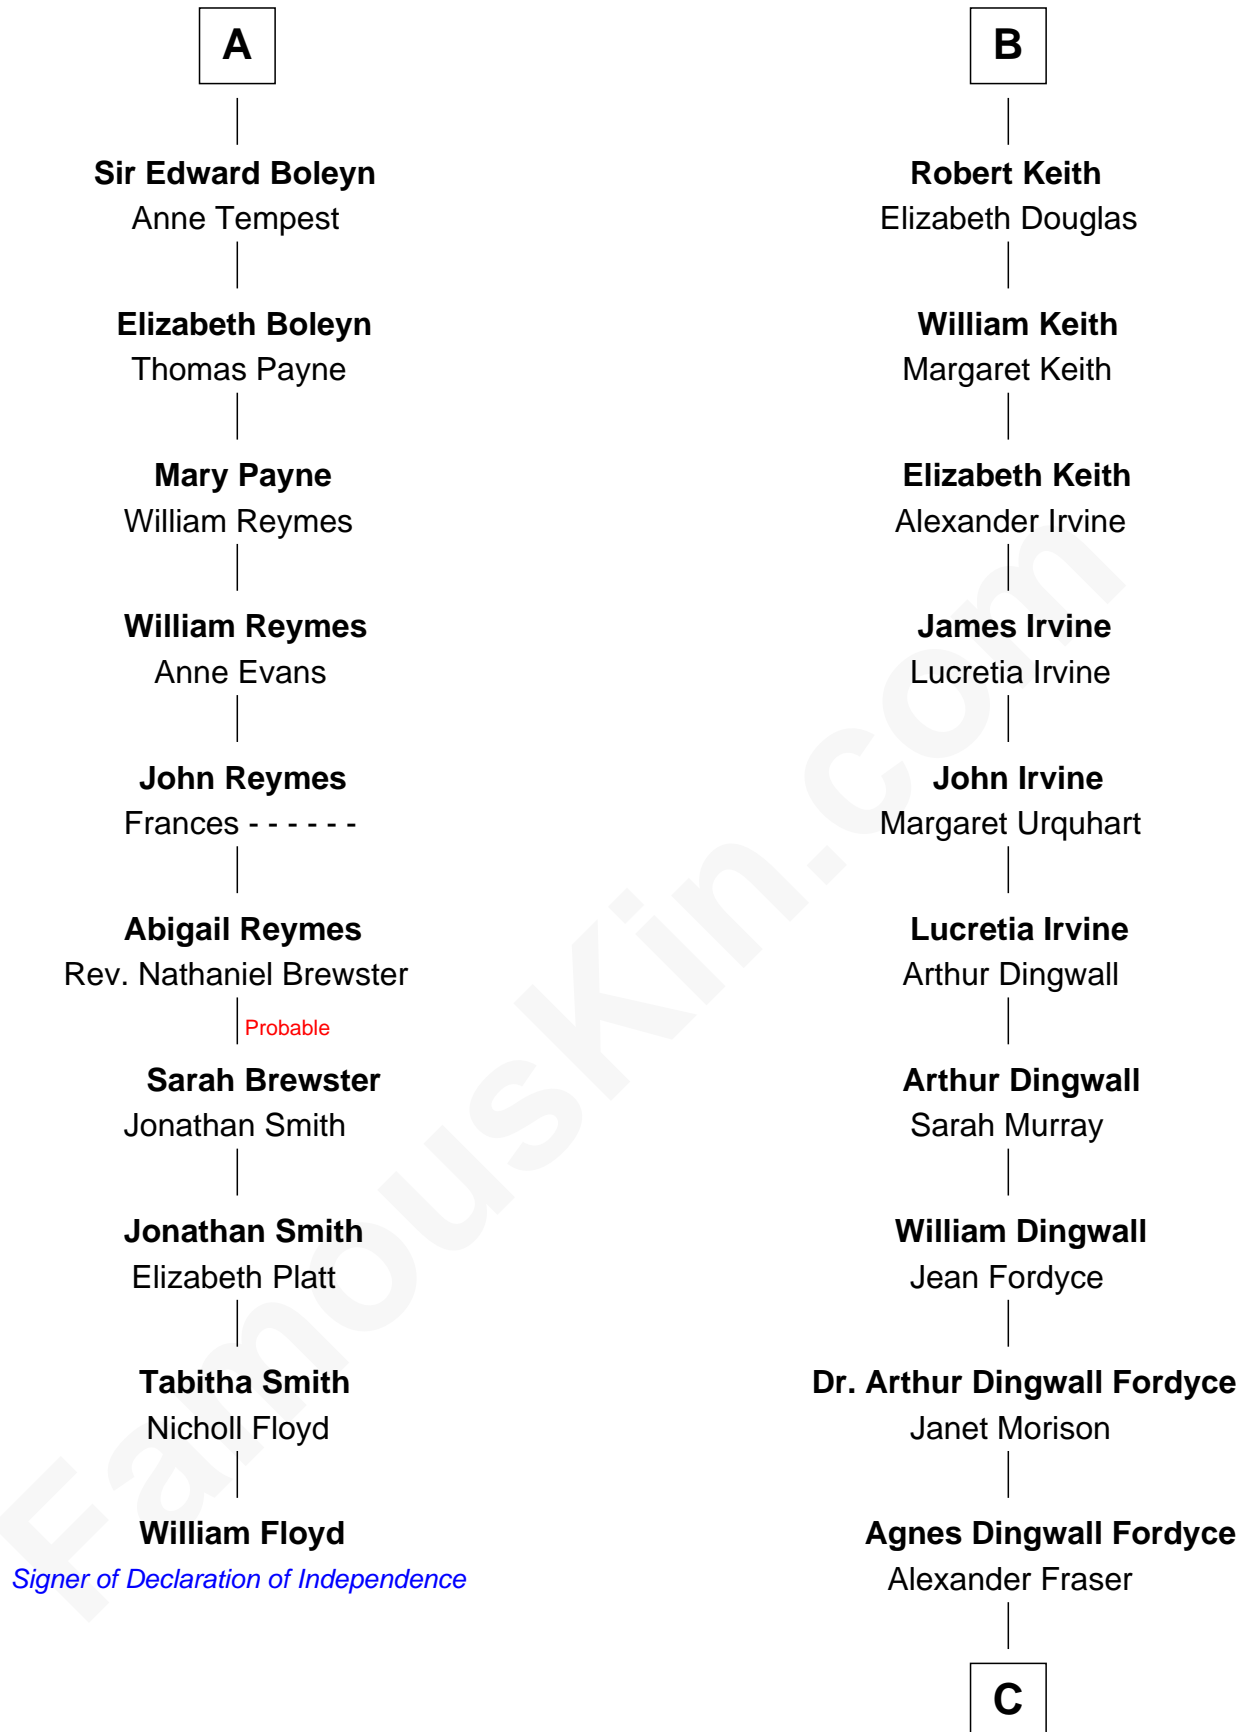 A
Sir Edward Boleyn
Anne Tempest
Elizabeth Boleyn
Thomas Payne
Mary Payne
William Reymes
William Reymes
Anne Evans
John Reymes
Frances - - - - - -
Abigail Reymes
Rev. Nathaniel Brewster
Probable
Sarah Brewster
Jonathan Smith
Jonathan Smith
Elizabeth Platt
Tabitha Smith
Nicholl Floyd
William Floyd
Signer of Declaration of Independence
B
Robert Keith
Elizabeth Douglas
William Keith
Margaret Keith
Elizabeth Keith
Alexander Irvine
James Irvine
Lucretia Irvine
John Irvine
Margaret Urquhart
Lucretia Irvine
Arthur Dingwall
Arthur Dingwall
Sarah Murray
William Dingwall
Jean Fordyce
Dr. Arthur Dingwall Fordyce
Janet Morison
Agnes Dingwall Fordyce
Alexander Fraser
C
FamousKin.com